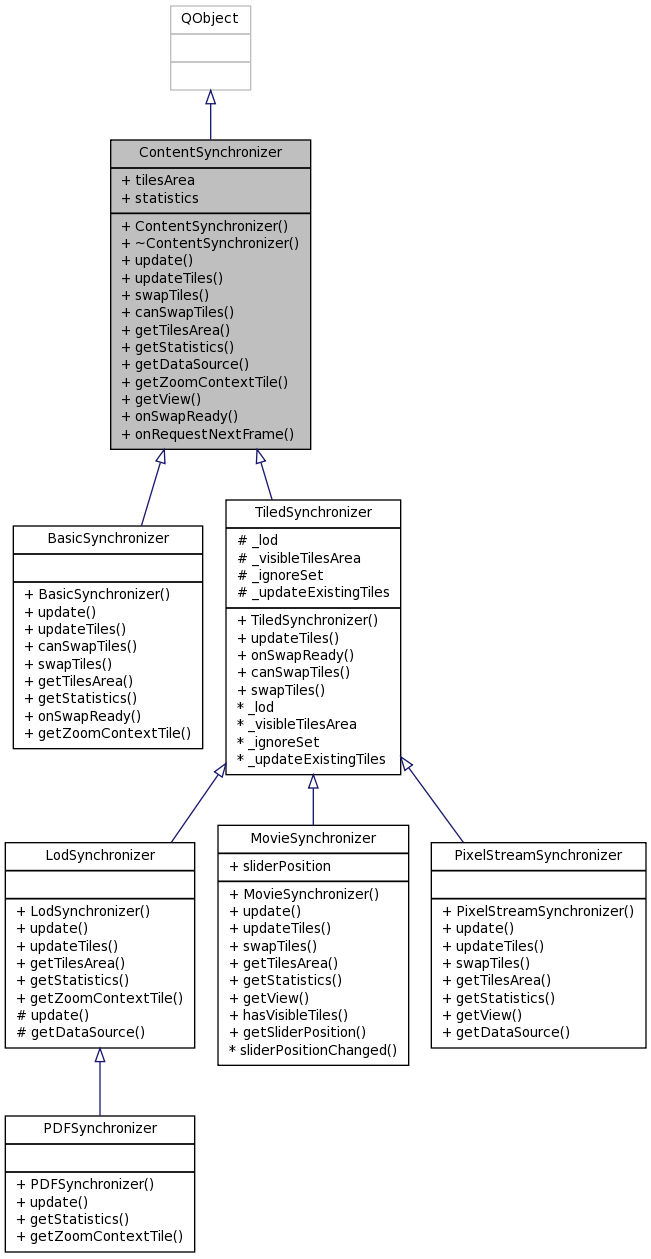 QObject
ContentSynchronizer
+ tilesArea
+ statistics
+ ContentSynchronizer()
+ ~ContentSynchronizer()
+ update()
+ updateTiles()
+ swapTiles()
+ canSwapTiles()
+ getTilesArea()
+ getStatistics()
+ getDataSource()
+ getZoomContextTile()
+ getView()
+ onSwapReady()
+ onRequestNextFrame()
BasicSynchronizer
+ BasicSynchronizer()
+ update()
+ updateTiles()
+ canSwapTiles()
+ swapTiles()
+ getTilesArea()
+ getStatistics()
+ onSwapReady()
+ getZoomContextTile()
TiledSynchronizer
# _lod
# _visibleTilesArea
# _ignoreSet
# _updateExistingTiles
+ TiledSynchronizer()
+ updateTiles()
+ onSwapReady()
+ canSwapTiles()
+ swapTiles()
* _lod
* _visibleTilesArea
* _ignoreSet
* _updateExistingTiles
LodSynchronizer
+ LodSynchronizer()
+ update()
+ updateTiles()
+ getTilesArea()
+ getStatistics()
+ getZoomContextTile()
# update()
# getDataSource()
MovieSynchronizer
+ sliderPosition
+ MovieSynchronizer()
+ update()
+ updateTiles()
+ swapTiles()
+ getTilesArea()
+ getStatistics()
+ getView()
+ hasVisibleTiles()
+ getSliderPosition()
* sliderPositionChanged()
PixelStreamSynchronizer
+ PixelStreamSynchronizer()
+ update()
+ updateTiles()
+ swapTiles()
+ getTilesArea()
+ getStatistics()
+ getView()
+ getDataSource()
PDFSynchronizer
+ PDFSynchronizer()
+ update()
+ getStatistics()
+ getZoomContextTile()